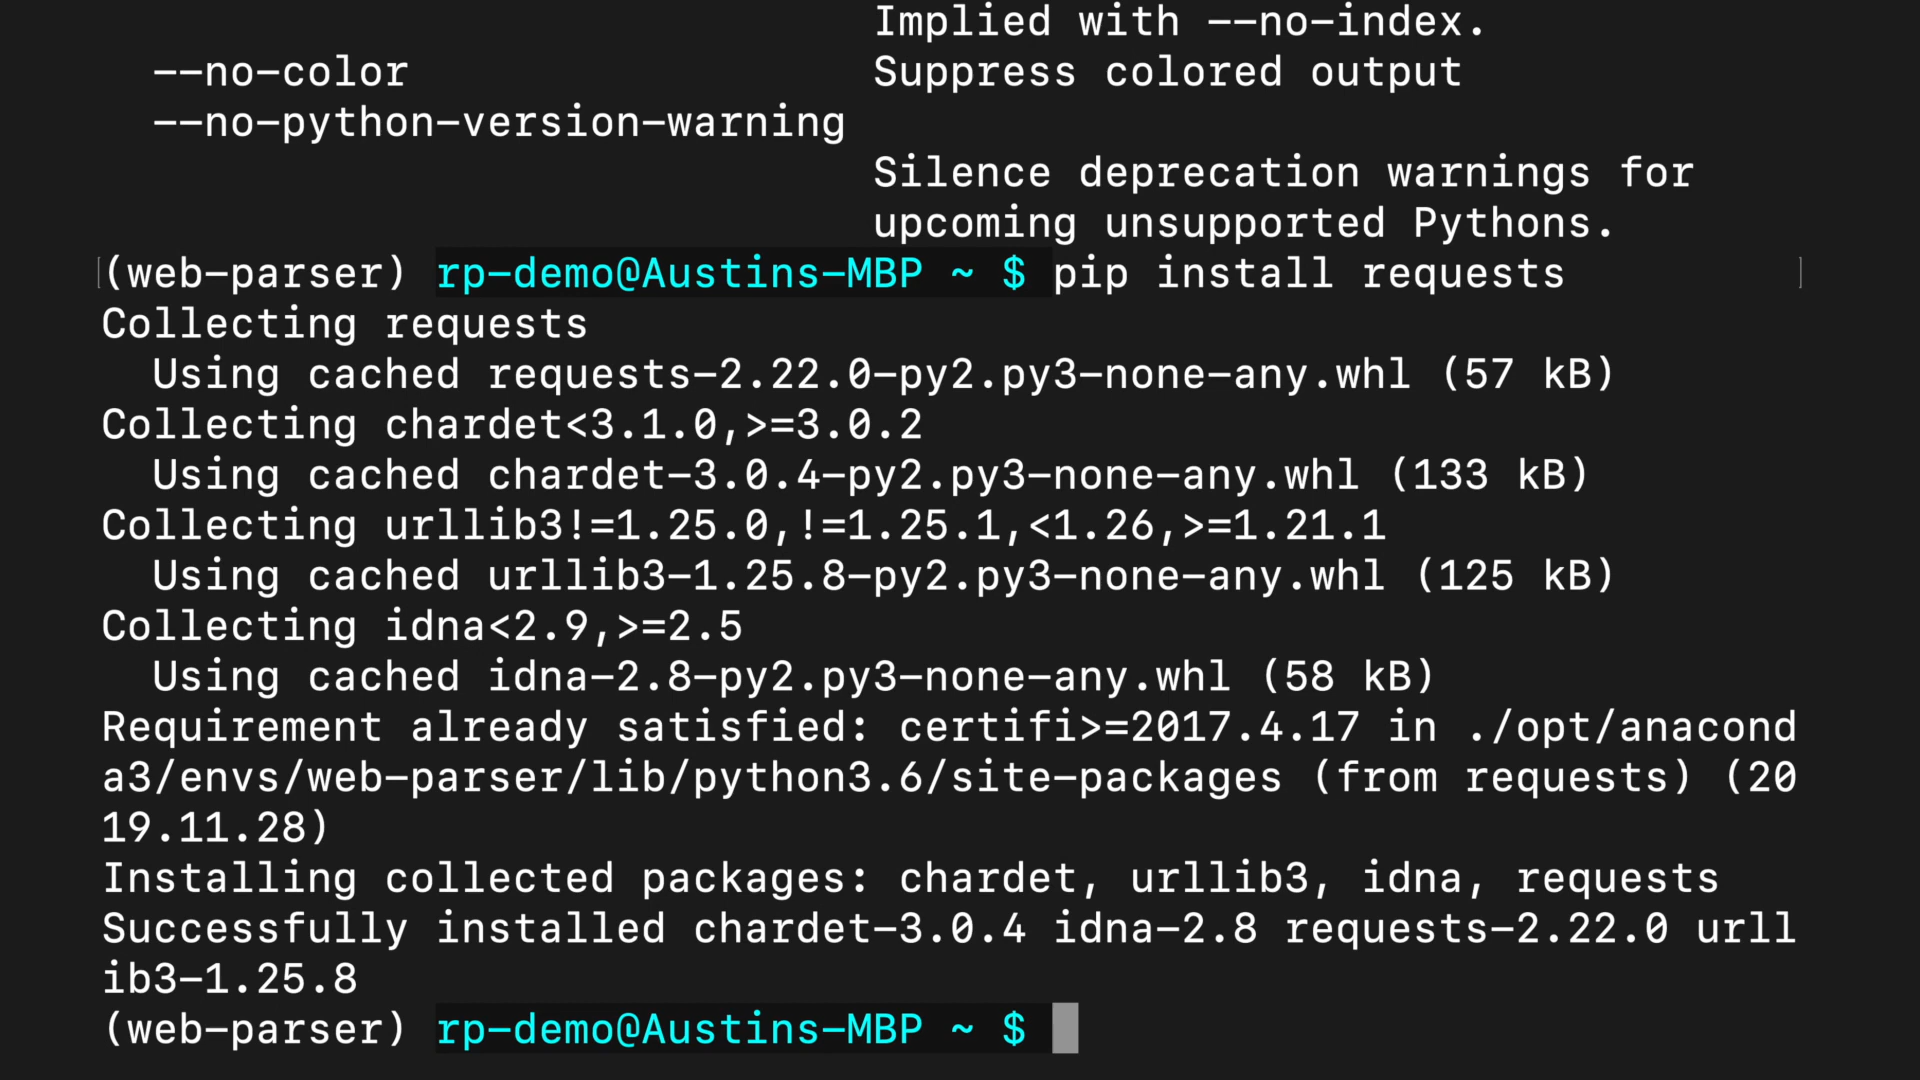 Implied with --no-index.
--no-color Suppress colored output
--no-python-version-warning
Silence deprecation warnings for
upcoming unsupported Pythons.
[(web-parser) rp-demo@Austins-MBP ~ $ pip install requests ]
Collecting requests
Using cached requests-2.22.0-py2.py3-none-any.whl (57 kB)
Collecting chardet<3.1.0,>=3.0.2
Using cached chardet-3.0.4-py2.py3-none-any.whl (133 kB)
Collecting urllib3!=1.25.0,!=1.25.1,<1.26,>=1.21.1
Using cached urllib3-1.25.8-py2.py3-none-any.whl (125 kB)
Collecting idna<2.9,>=2.5
Using cached idna-2.8-py2.py3-none-any.whl (58 kB)
Requirement already satisfied: certifi>=2017.4.17 in ./opt/anacond
a3/envs/web-parser/lib/python3.6/site-packages (from requests) (20
19.11.28)
Installing collected packages: chardet, urllib3, idna, requests
Successfully installed chardet-3.0.4 idna-2.8 requests-2.22.0 urll
ib3-1.25.8
(web-parser) rp-demo@Austins-MBP ~ $